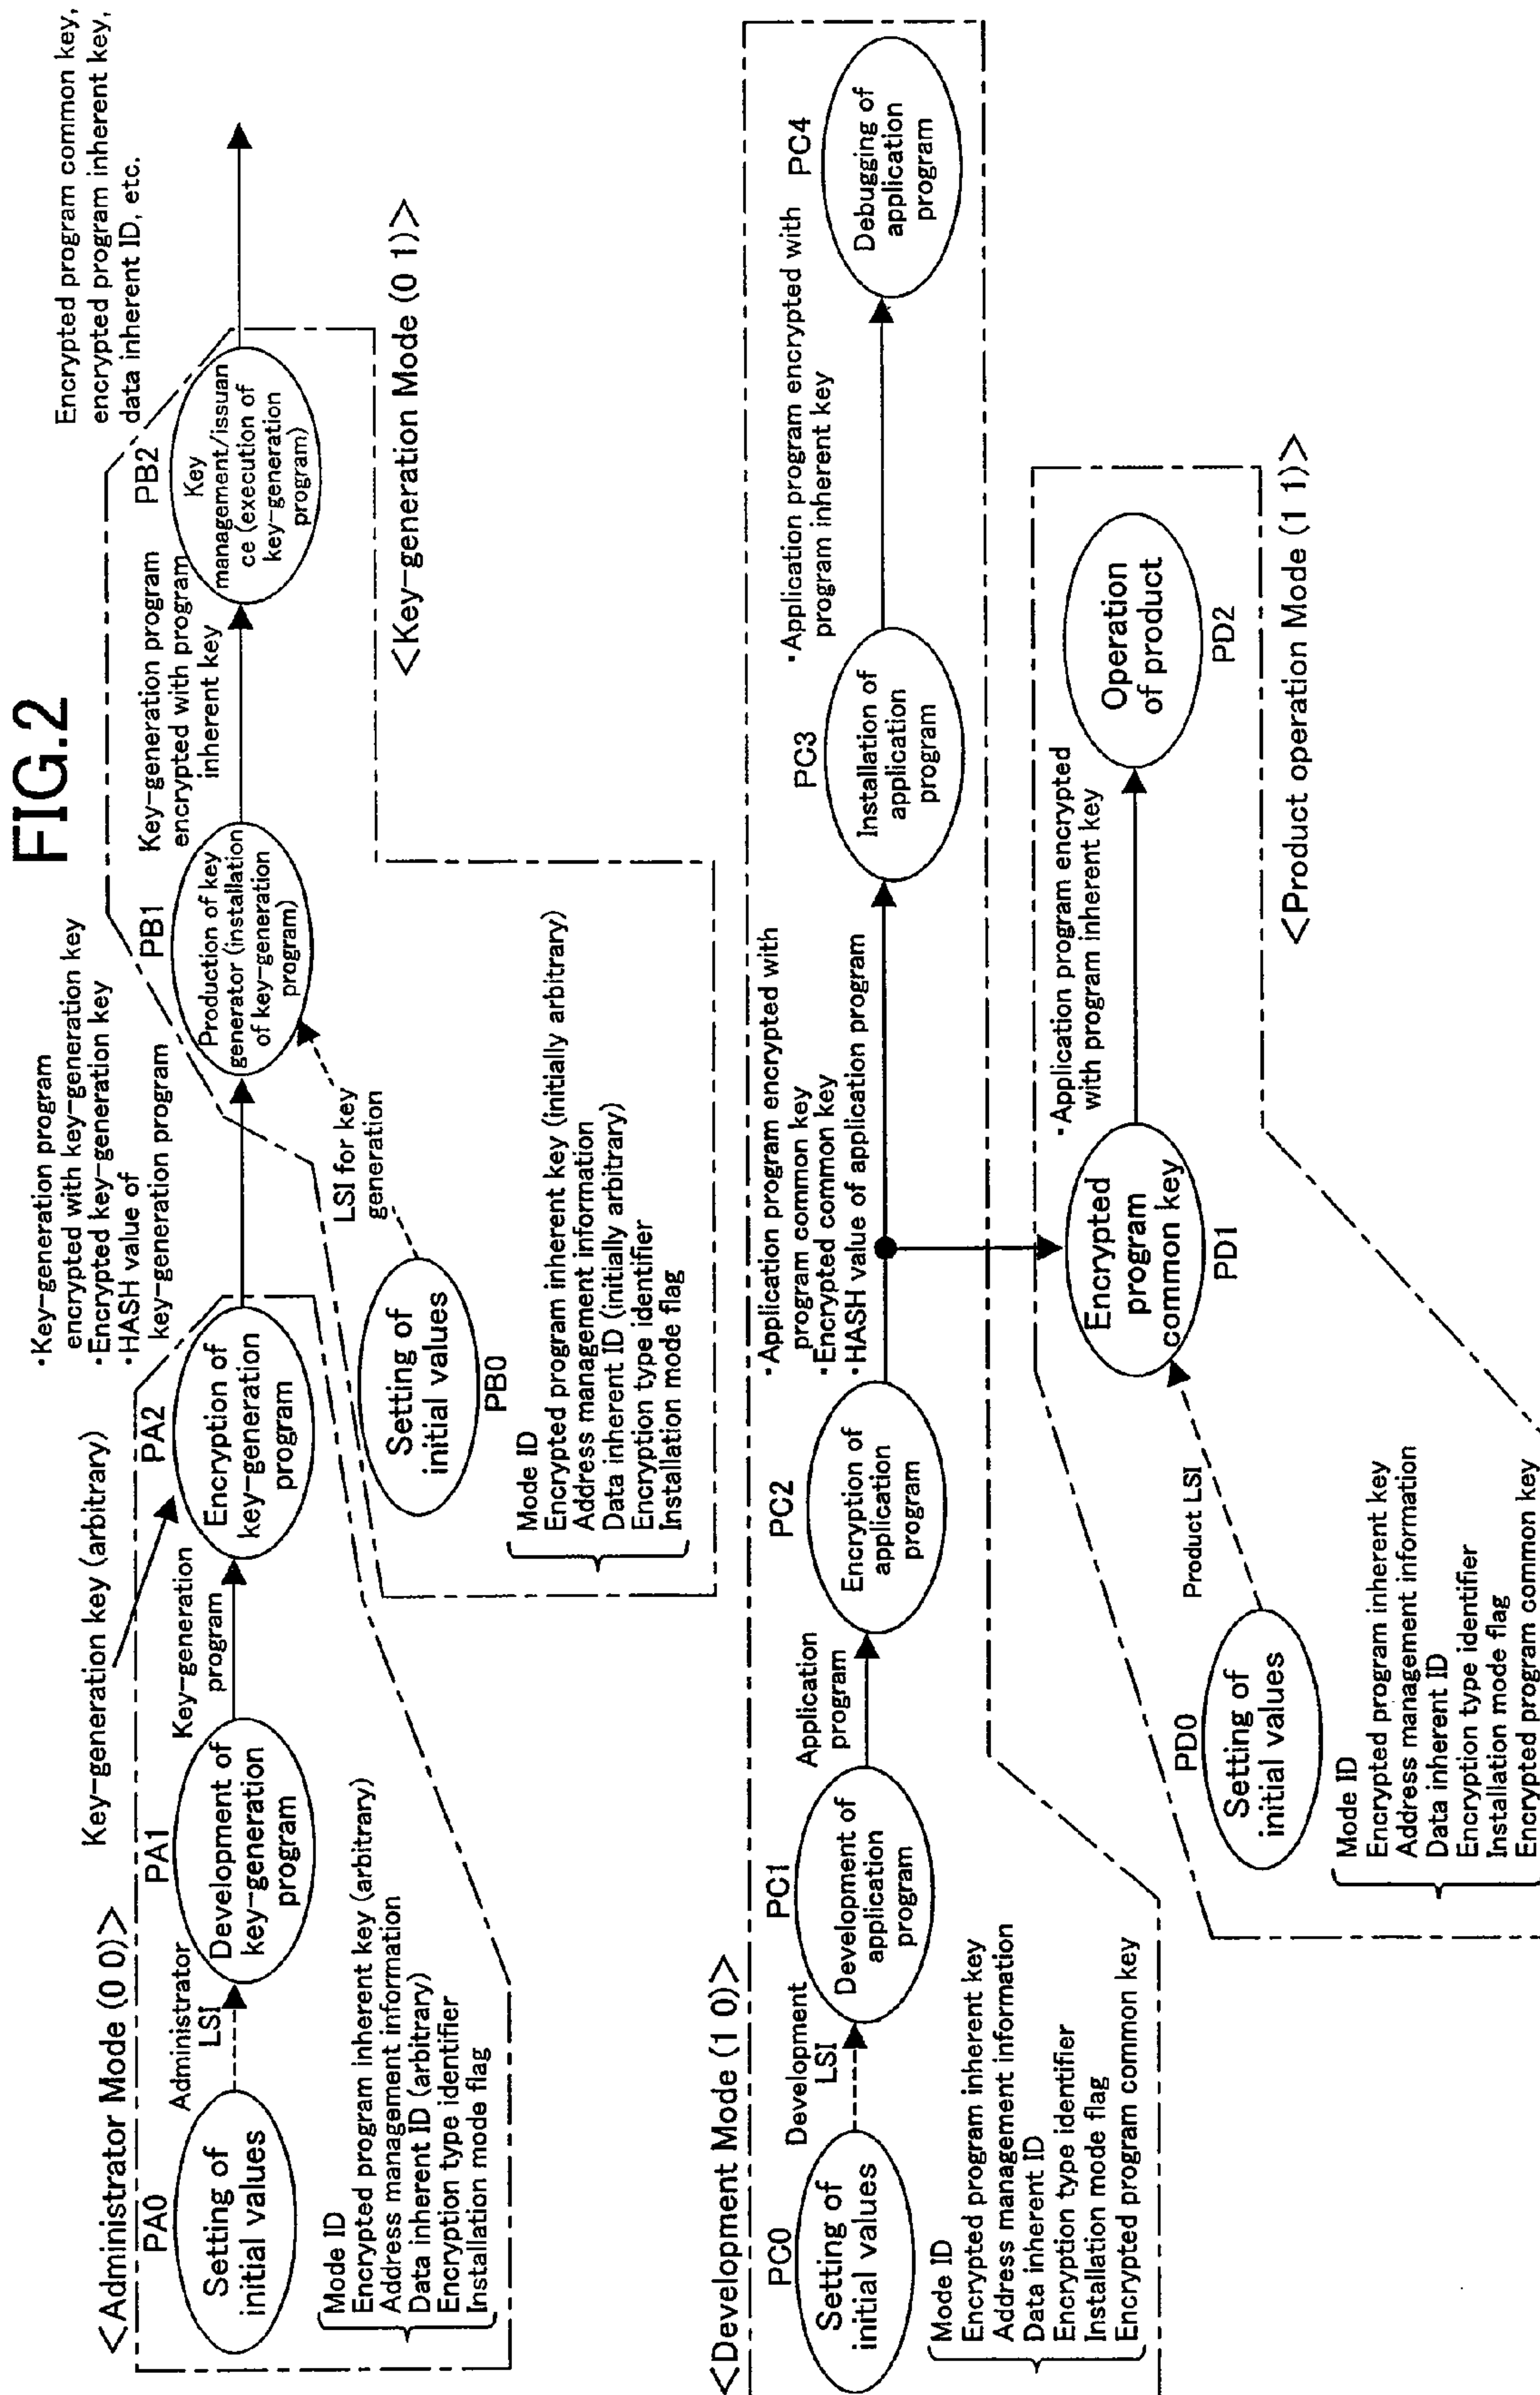 FIG.2
<Administrator Mode (0 0)>
PA0
Setting of
initial values
Mode ID
Encrypted program inherent key (arbitrary)
Address management information
Data inherent ID (arbitrary)
Encryption type identifier
Installation mode flag
Administrator
LSI
PA1
Development of
key-generation
program
Key-generation
program
Key-generation key (arbitrary)
PA2
Encryption of
key-generation
program
・Key-generation program
encrypted with key-generation key
・Encrypted key-generation key
・HASH value of
key-generation program
PB0
Setting of
initial values
Mode ID
Encrypted program inherent key (initially arbitrary)
Address management information
Data inherent ID (initially arbitrary)
Encryption type identifier
Installation mode flag
LSI for key
generation
PB1
Production of key
generator (installation
of key-generation
program)
Key-generation program
encrypted with program
inherent key
PB2
Key
management/issuan
ce (execution of
key-generation
program)
Encrypted program common key,
encrypted program inherent key,
data inherent ID, etc.
<Key-generation Mode (0 1)>
<Development Mode (1 0)>
PC0
Setting of
initial values
Mode ID
Encrypted program inherent key
Address management information
Data inherent ID
Encryption type identifier
Installation mode flag
Encrypted program common key
Development
LSI
PC1
Development of
application
program
Application
program
PC2
Encryption of
application
program
・Application program encrypted with
program common key
・Encrypted common key
・HASH value of application program
PC3
Installation of
application
program
・Application program encrypted with
program inherent key
PC4
Debugging of
application
program
PD0
Setting of
initial values
Mode ID
Encrypted program inherent key
Address management information
Data inherent ID
Encryption type identifier
Installation mode flag
Encrypted program common key
Product LSI
Encrypted
program
common key
PD1
・Application program encrypted
with program inherent key
Operation
of product
PD2
<Product operation Mode (1 1)>